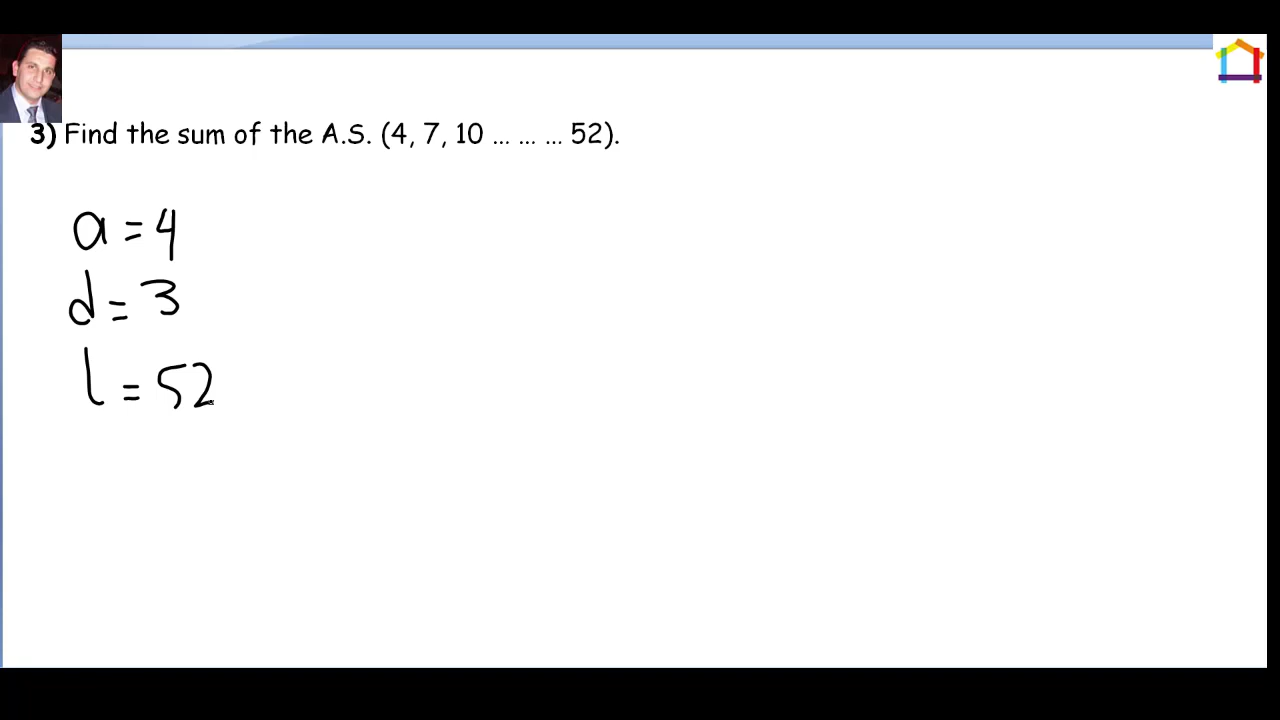 3) Find the sum of the A.S. (4, 7, 10 ... ... ... 52).
a = 4
d = 3
l = 52